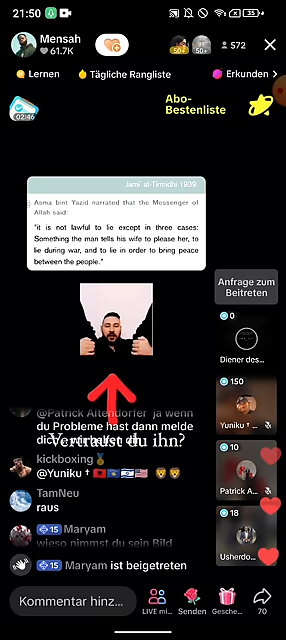 21:50
35
Mensah
61.7K
50+
50+
572
Lernen
Tägliche Rangliste
Erkunden
02:46
Abo-
Bestenliste
Jami` at-Tirmidhi 1939
Asma bint Yazid narrated that the Messenger of
Allah said:
"it is not lawful to lie except in three cases:
Something the man tells his wife to please her, to
lie during war, and to lie in order to bring peace
between the people."
Anfrage zum
Beitreten
0
Diener des...
150
Yuniku †
10
Patrick A...
18
Usherdo...
@Patrick Altendorfer ja wenn
du Probleme hast dann melde
Vertraust du ihn?
kickboxing
@Yuniku †
TamNeu
raus
15 Maryam
wieso nimmst du sein Bild
15 Maryam ist beigetreten
Kommentar hinz...
LIVE mi...
Senden
Gesche...
70